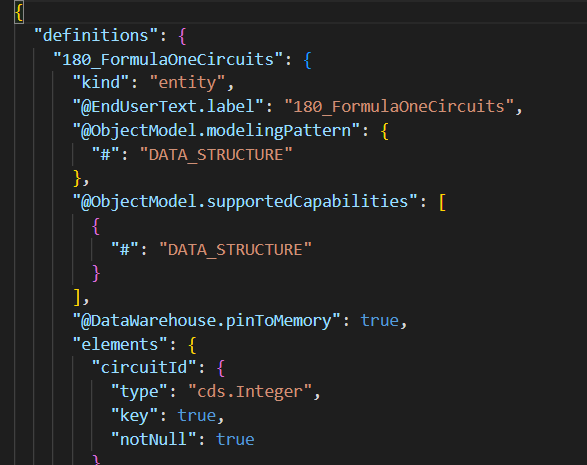 {
  "definitions": {
    "180_FormulaOneCircuits": {
      "kind": "entity",
      "@EndUserText.label": "180_FormulaOneCircuits",
      "@ObjectModel.modelingPattern": {
        "#": "DATA_STRUCTURE"
      },
      "@ObjectModel.supportedCapabilities": [
        {
          "#": "DATA_STRUCTURE"
        }
      ],
      "@DataWarehouse.pinToMemory": true,
      "elements": {
        "circuitId": {
          "type": "cds.Integer",
          "key": true,
          "notNull": true
        }